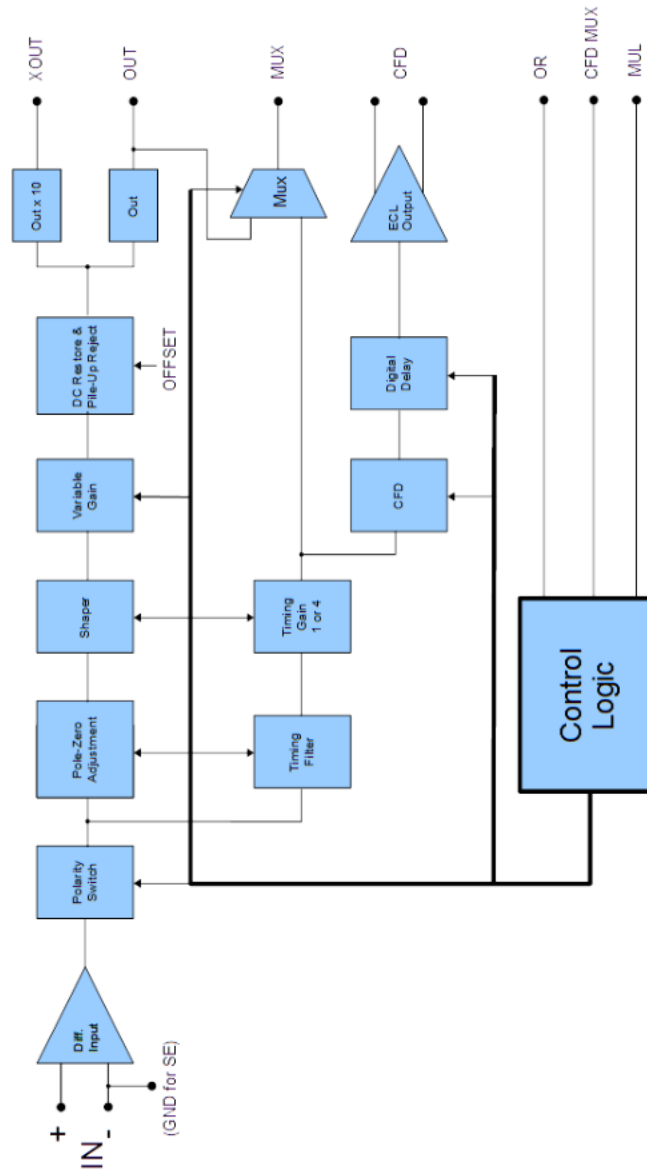 +
IN -
(GND for SE)
Diff.
Input
Polarity
Switch
Pole-Zero
Adjustment
Shaper
Variable
Gain
DC Restore &
Pile-Up Reject
OFFSET
Out x 10
Out
X OUT
OUT
Timing
Filter
Timing
Gain
1 or 4
Mux
MUX
CFD
Digital
Delay
ECL
Output
CFD
Control
Logic
OR
CFD MUX
MUL